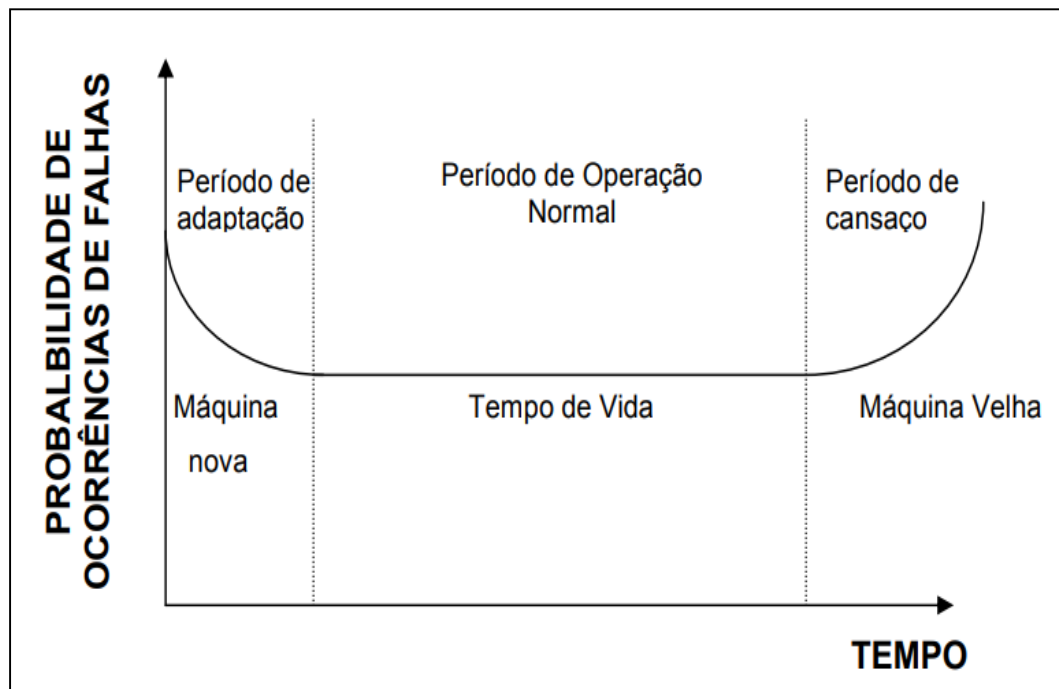 PROBALBILIDADE DE
OCORRÊNCIAS DE FALHAS
Período de
adaptação
Período de Operação
Normal
Período de
cansaço
Máquina
nova
Tempo de Vida
Máquina Velha
TEMPO